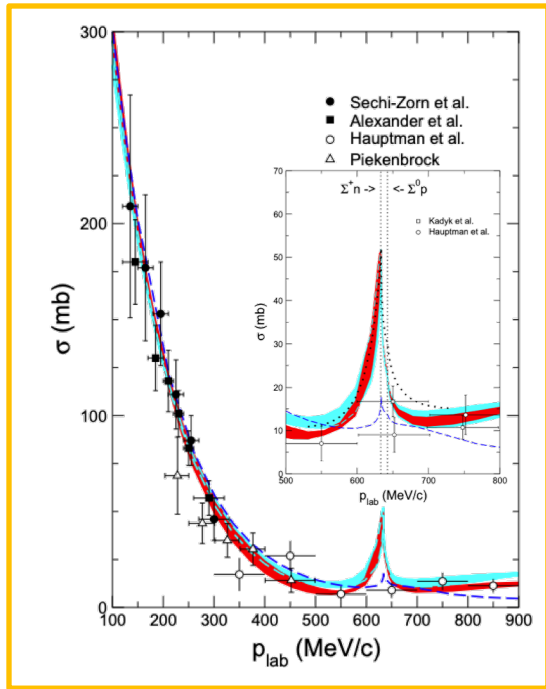 300
200
100
0
σ (mb)
100 200 300 400 500 600 700 800 900
p_lab (MeV/c)
Sechi-Zorn et al.
Alexander et al.
Hauptman et al.
Piekenbrock
70
60
50
40
30
20
10
0
σ (mb)
Σ⁺n -> <- Σ⁰p
Kadyk et al.
Hauptman et al.
500 600 700 800
p_lab (MeV/c)